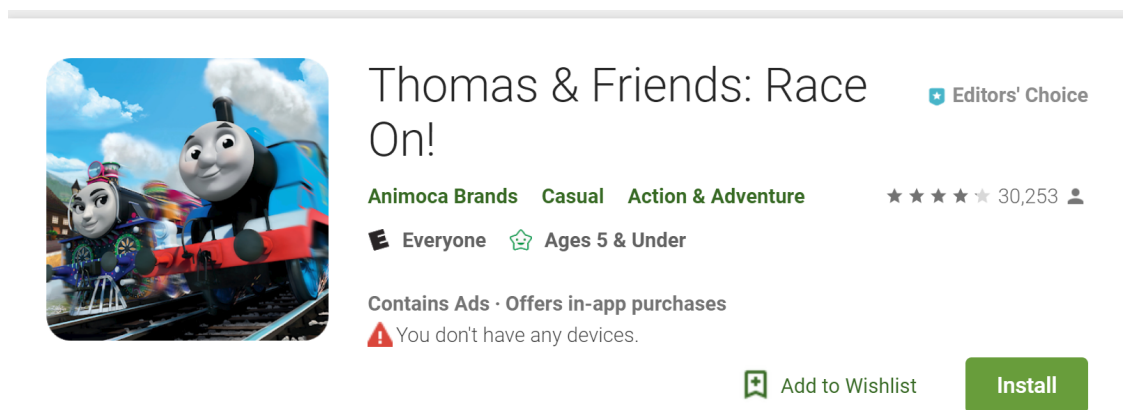 Thomas & Friends: Race
On!
Editors' Choice
Animoca Brands Casual Action & Adventure
30,253
E Everyone Ages 5 & Under
Contains Ads · Offers in-app purchases
You don't have any devices.
Add to Wishlist Install